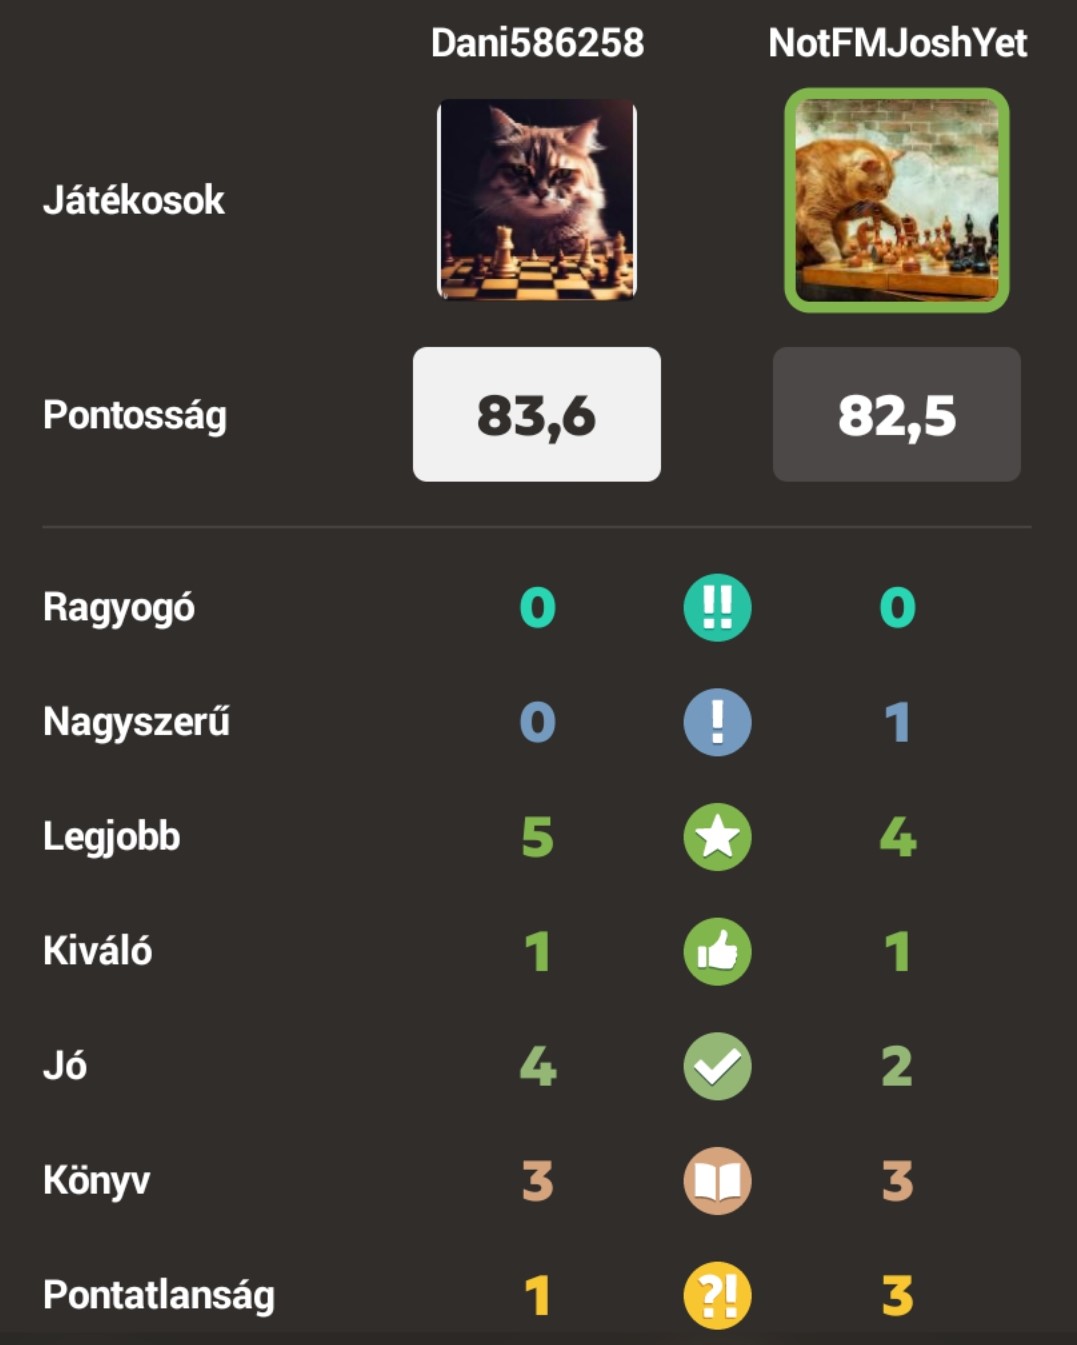 Dani586258 NotFMJoshYet
Játékosok
Pontosság 83,6 82,5
Ragyogó 0 !! 0
Nagyszerű 0 ! 1
Legjobb 5 4
Kiváló 1 1
Jó 4 2
Könyv 3 3
Pontatlanság 1 ?! 3